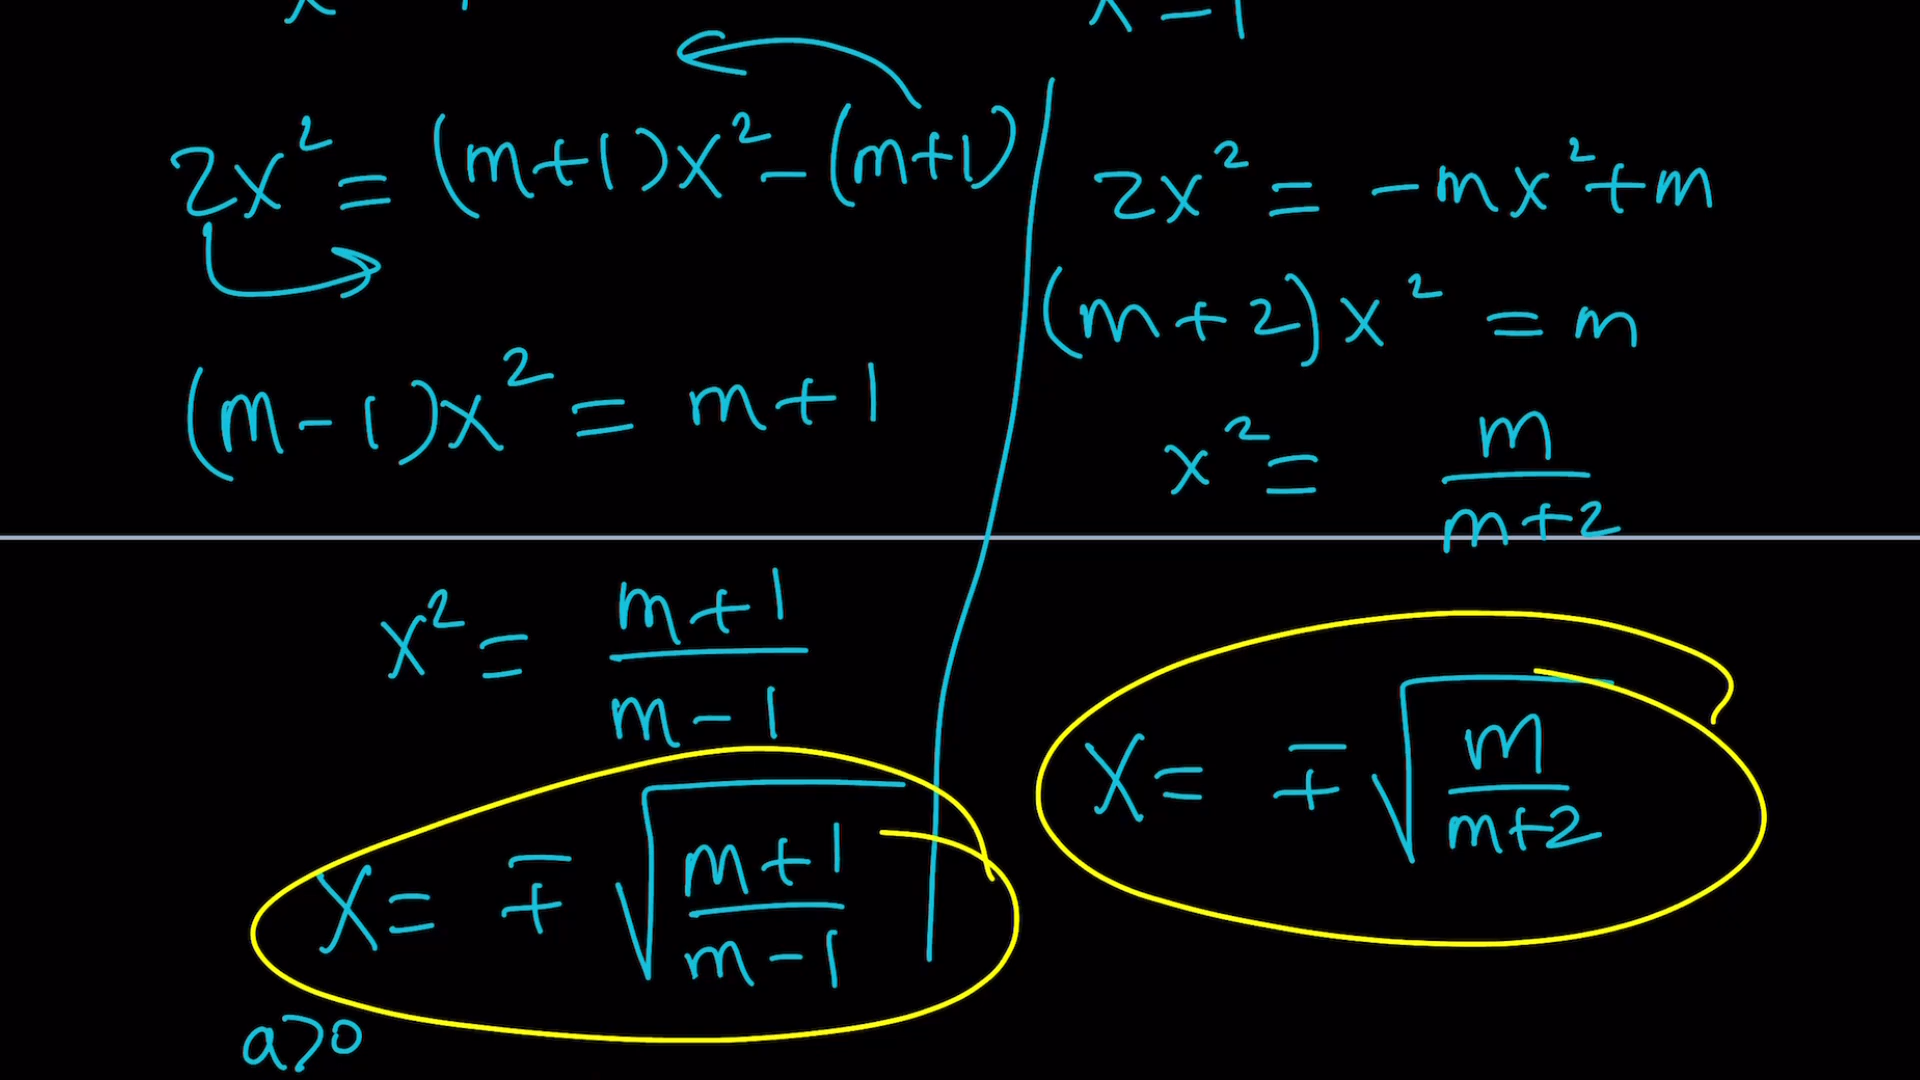 x - 1
2x² = (m+1)x² - (m+1)
(m-1)x² = m+1
x² = (m+1)/(m-1)
x = ∓√((m+1)/(m-1))
a>0
2x² = -mx² + m
(m+2)x² = m
x² = m/(m+2)
x = ∓√(m/(m+2))